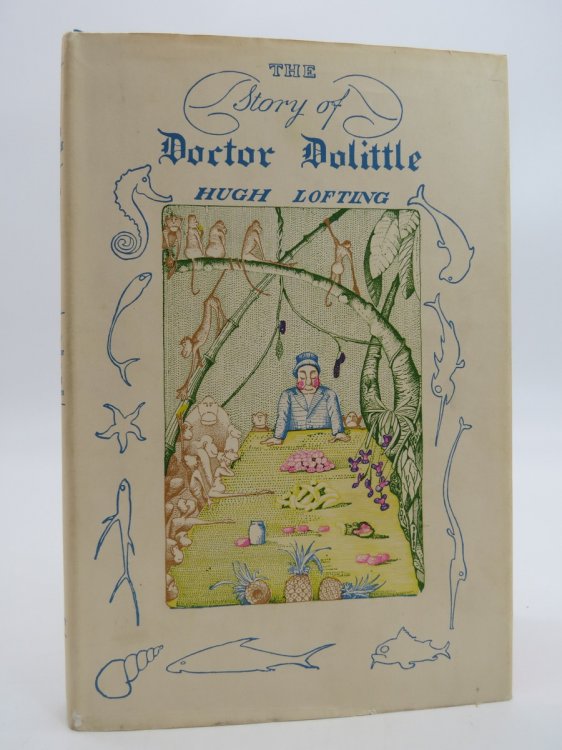 THE
Story of
Doctor Dolittle
HUGH LOFTING